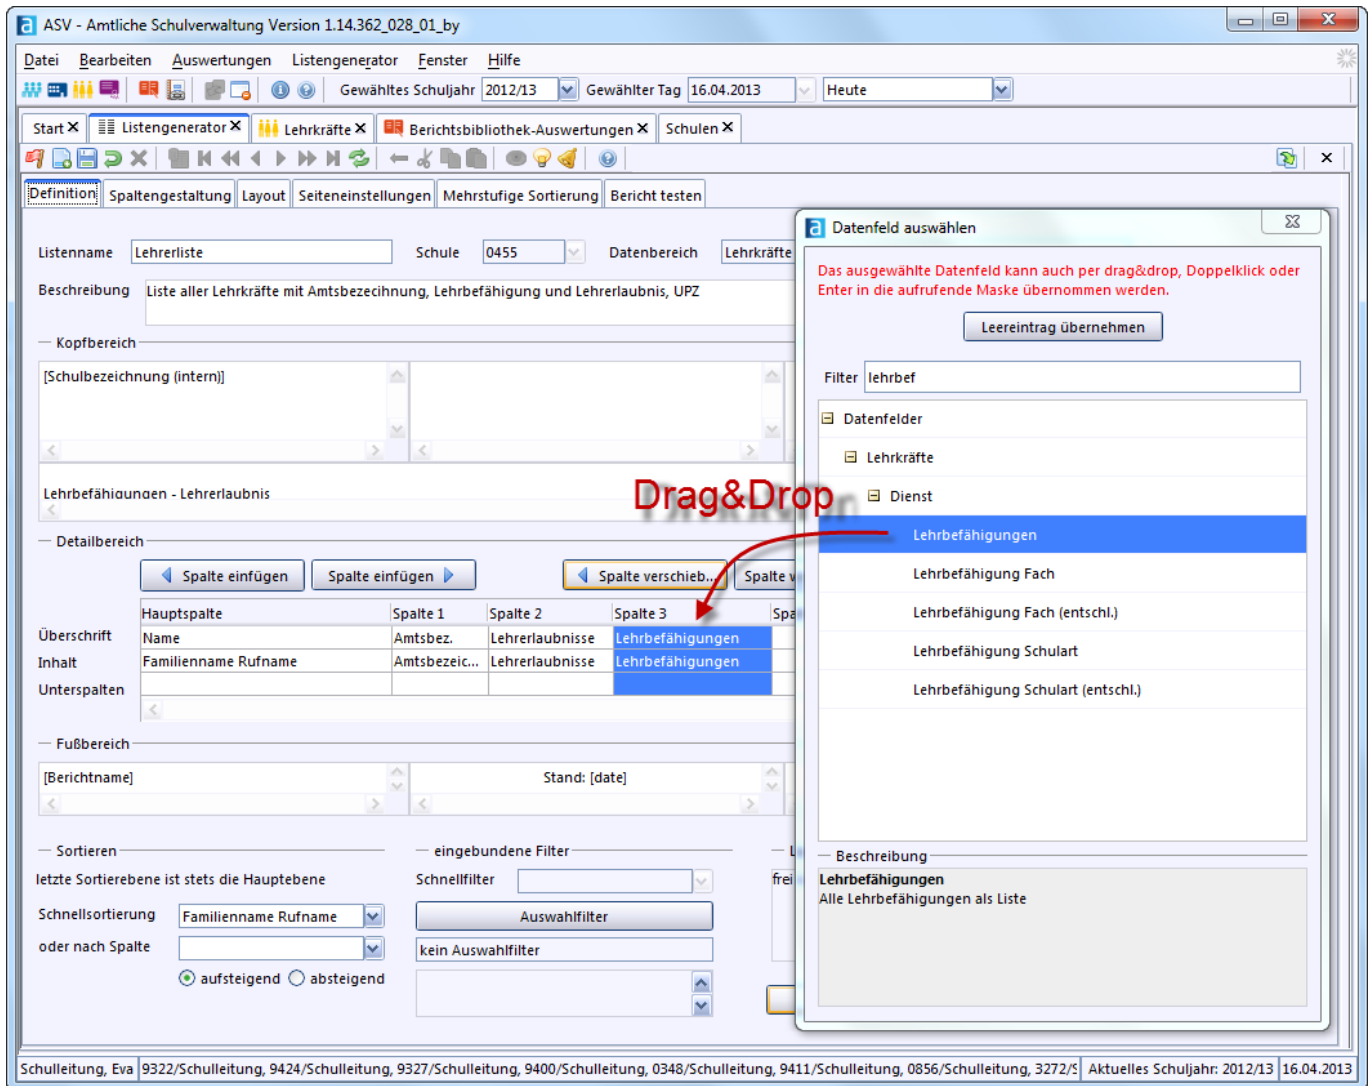 ASV - Amtliche Schulverwaltung Version 1.14.362_028_01_by
Datei Bearbeiten Auswertungen Listengenerator Fenster Hilfe
Gewähltes Schuljahr 2012/13 Gewählter Tag 16.04.2013 Heute
Start Listengenerator Lehrkräfte Berichtsbibliothek-Auswertungen Schulen
Definition Spaltengestaltung Layout Seiteneinstellungen Mehrstufige Sortierung Bericht testen
Listenname Lehrerliste Schule 0455 Datenbereich Lehrkräfte
Beschreibung Liste aller Lehrkräfte mit Amtsbezecihnung, Lehrbefähigung und Lehrerlaubnis, UPZ
Kopfbereich
[Schulbezeichnung (intern)]
Lehrbefähigungen - Lehrerlaubnis
Detailbereich
Spalte einfügen Spalte einfügen Spalte verschieb... Spalte v
Hauptspalte Spalte 1 Spalte 2 Spalte 3 Spa
Überschrift Name Amtsbez. Lehrerlaubnisse Lehrbefähigungen
Inhalt Familienname Rufname Amtsbezeic... Lehrerlaubnisse Lehrbefähigungen
Unterspalten
Fußbereich
[Berichtname] Stand: [date]
Sortieren
letzte Sortierebene ist stets die Hauptebene
Schnellsortierung Familienname Rufname
oder nach Spalte
aufsteigend absteigend
eingebundene Filter
Schnellfilter
Auswahlfilter
kein Auswahlfilter
L
frei
Drag&Drop
Datenfeld auswählen
Das ausgewählte Datenfeld kann auch per drag&drop, Doppelklick oder
Enter in die aufrufende Maske übernommen werden.
Leereintrag übernehmen
Filter lehrbef
Datenfelder
Lehrkräfte
Dienst
Lehrbefähigungen
Lehrbefähigung Fach
Lehrbefähigung Fach (entschl.)
Lehrbefähigung Schulart
Lehrbefähigung Schulart (entschl.)
Beschreibung
Lehrbefähigungen
Alle Lehrbefähigungen als Liste
Schulleitung, Eva 9322/Schulleitung, 9424/Schulleitung, 9327/Schulleitung, 9400/Schulleitung, 0348/Schulleitung, 9411/Schulleitung, 0856/Schulleitung, 3272/S Aktuelles Schuljahr: 2012/13 16.04.2013